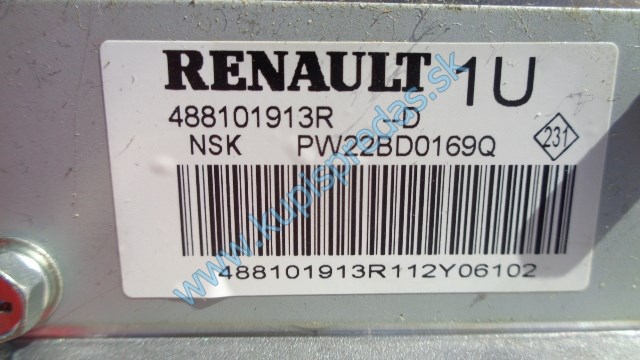 RENAULT 1U
488101913R --D
NSK PW22BD0169Q
231
488101913R112Y06102
www.kupispredas.sk